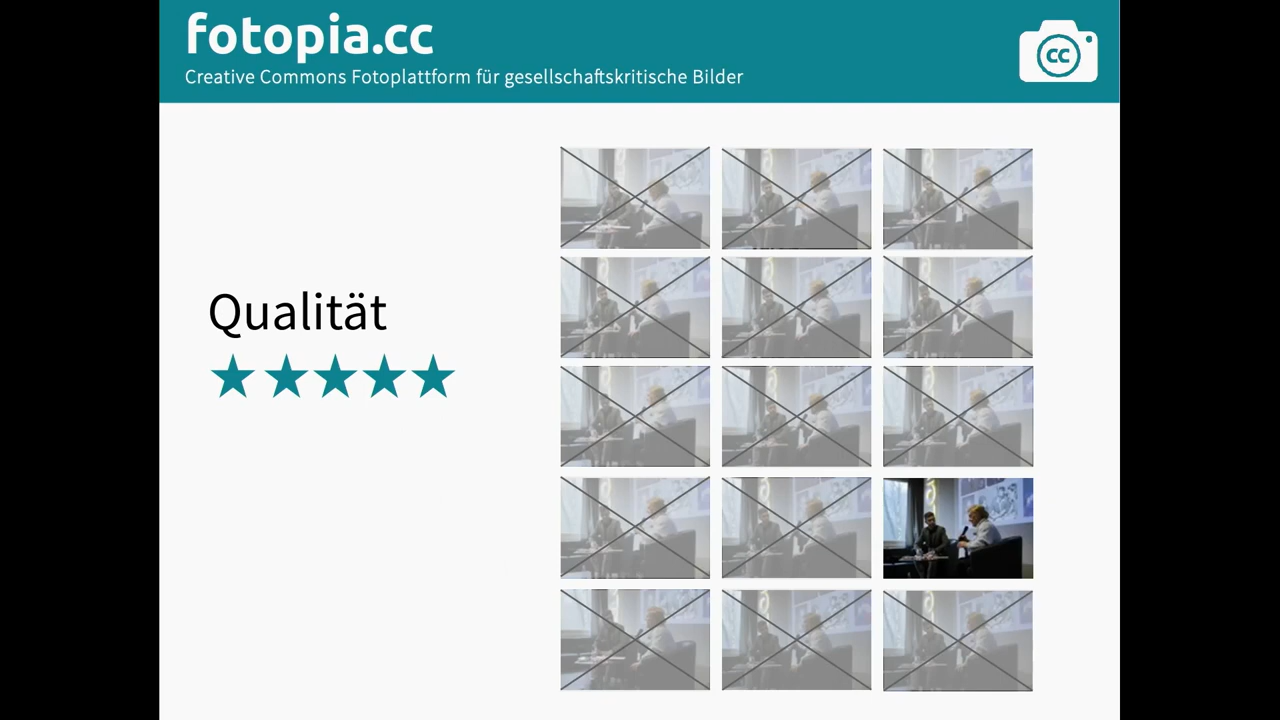 fotopia.cc
Creative Commons Fotoplattform für gesellschaftskritische Bilder
cc
Qualität